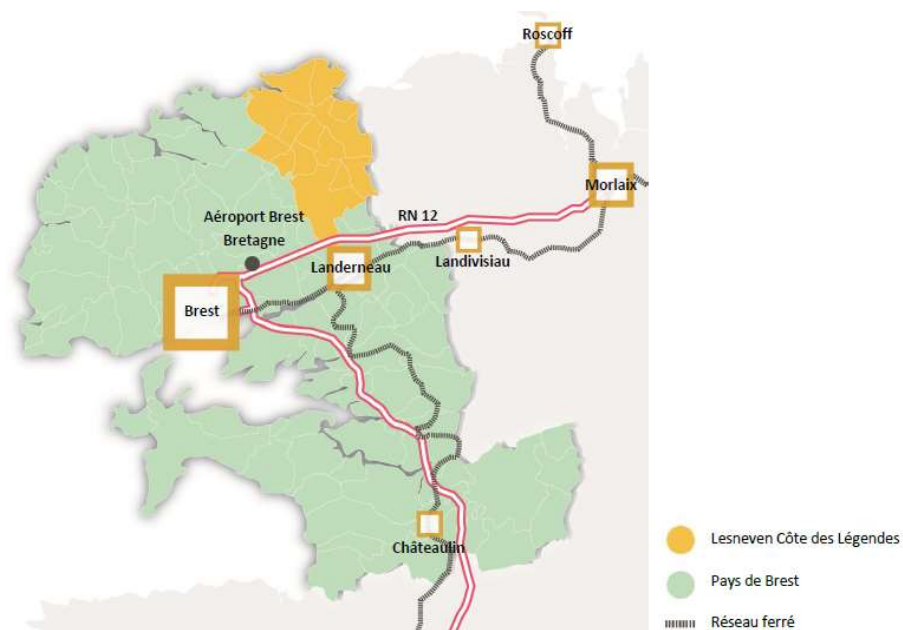 Roscoff
Morlaix
RN 12
Aéroport Brest
Bretagne
Landivisiau
Landerneau
Brest
Châteaulin
Lesneven Côte des Légendes
Pays de Brest
Réseau ferré